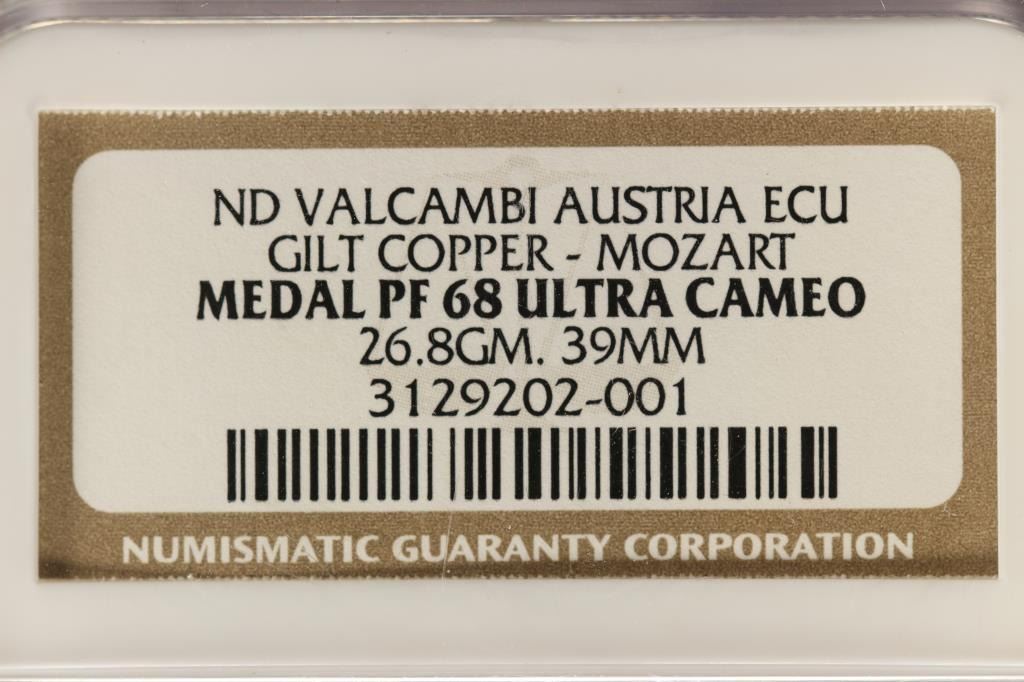 ND VALCAMBI AUSTRIA ECU
GILT COPPER - MOZART
MEDAL PF 68 ULTRA CAMEO
26.8GM. 39MM
3129202-001
NUMISMATIC GUARANTY CORPORATION